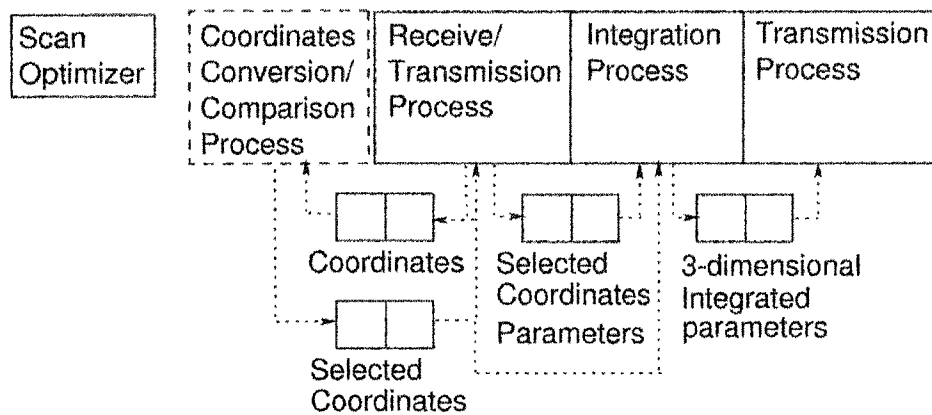 Scan
Optimizer
Coordinates
Conversion/
Comparison
Process
Receive/
Transmission
Process
Integration
Process
Transmission
Process
Coordinates
Selected
Coordinates
Parameters
3-dimensional
Integrated
parameters
Selected
Coordinates